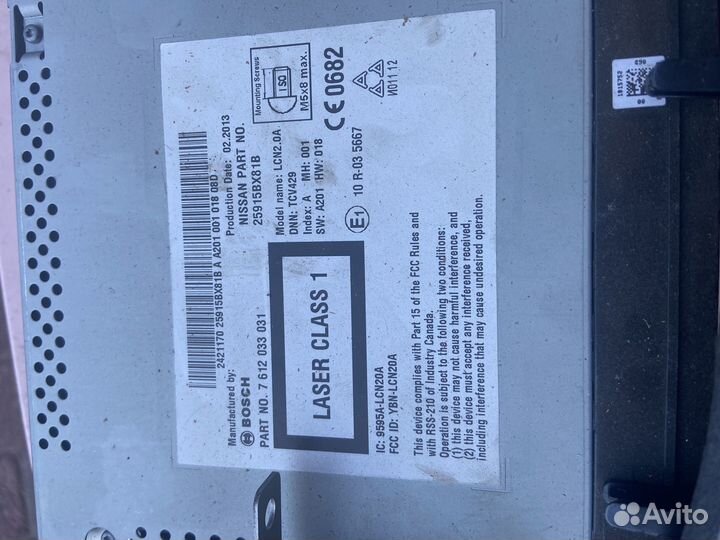 2421170 25915BX81B A A201 001 018 08D
Manufactured by:
BOSCH
PART NO. 7 612 033 031
Production Date: 02.2013
NISSAN PART NO.
25915BX81B
Model name: LCN2.0A
DNN: TCV429
Index: A MH: 001
SW: A201 HW: 018
E1 10 R-03 5667
Mounting Screws
ISO
M5x8 max.
CE 0682
И011 12
LASER CLASS 1
IC: 9595A-LCN20A
FCC ID: YBN-LCN20A
This device complies with Part 15 of the FCC Rules and
with RSS-210 of Industry Canada.
Operation is subject to the following two conditions:
(1) this device may not cause harmful interference, and
(2) this device must accept any interference received,
including interference that may cause undesired operation.
Avito